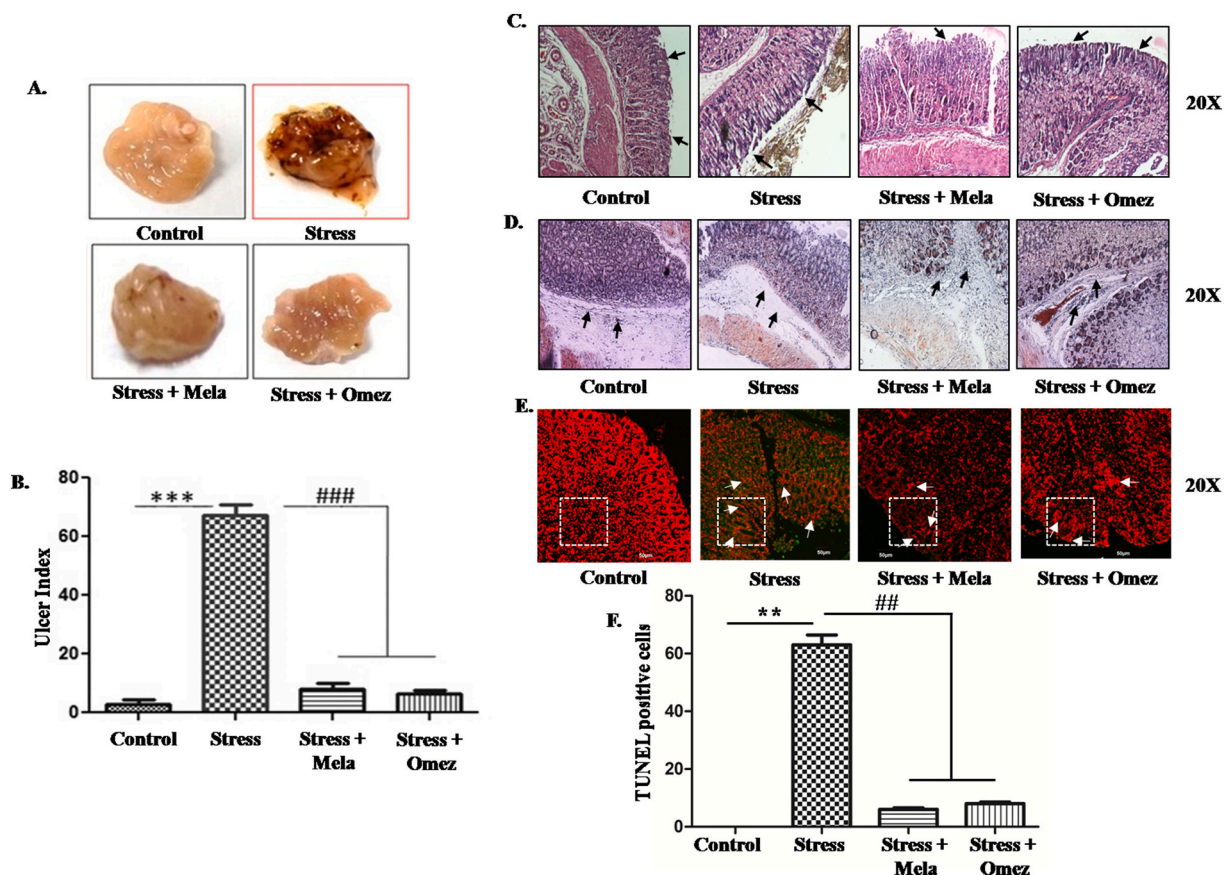 A.
Control
Stress
Stress + Mela
Stress + Omez
B.
Ulcer Index
80
60
40
20
0
***
###
Control
Stress
Stress +
Mela
Stress +
Omez
C.
Control
Stress
Stress + Mela
Stress + Omez
20X
D.
Control
Stress
Stress + Mela
Stress + Omez
20X
E.
50µm
50µm
50µm
50µm
Control
Stress
Stress + Mela
Stress + Omez
20X
F.
TUNEL positive cells
80
60
40
20
0
**
##
Control
Stress
Stress +
Mela
Stress +
Omez